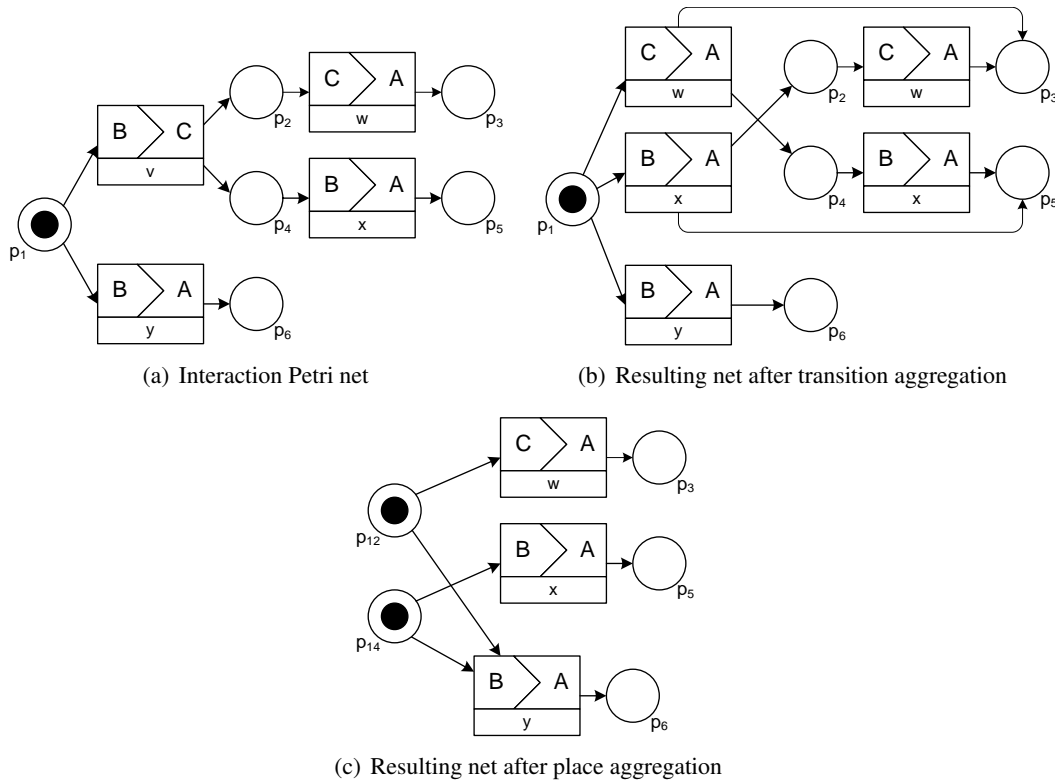 C A
w
p2
C A
w
p3
B A
x
p4
B A
x
p5
p1
B A
y
p6
C A
w
p2
p3
B C
v
B A
x
p4
p5
p1
B A
y
p6
(a) Interaction Petri net
(b) Resulting net after transition aggregation
C A
w
p3
p12
B A
x
p5
p14
B A
y
p6
(c) Resulting net after place aggregation